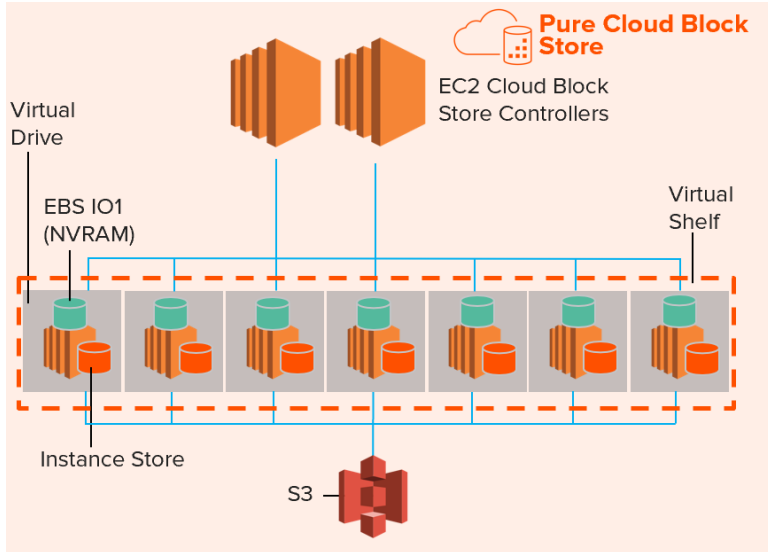 Pure Cloud Block
Store
EC2 Cloud Block
Store Controllers
Virtual
Drive
EBS IO1
(NVRAM)
Virtual
Shelf
Instance Store
S3